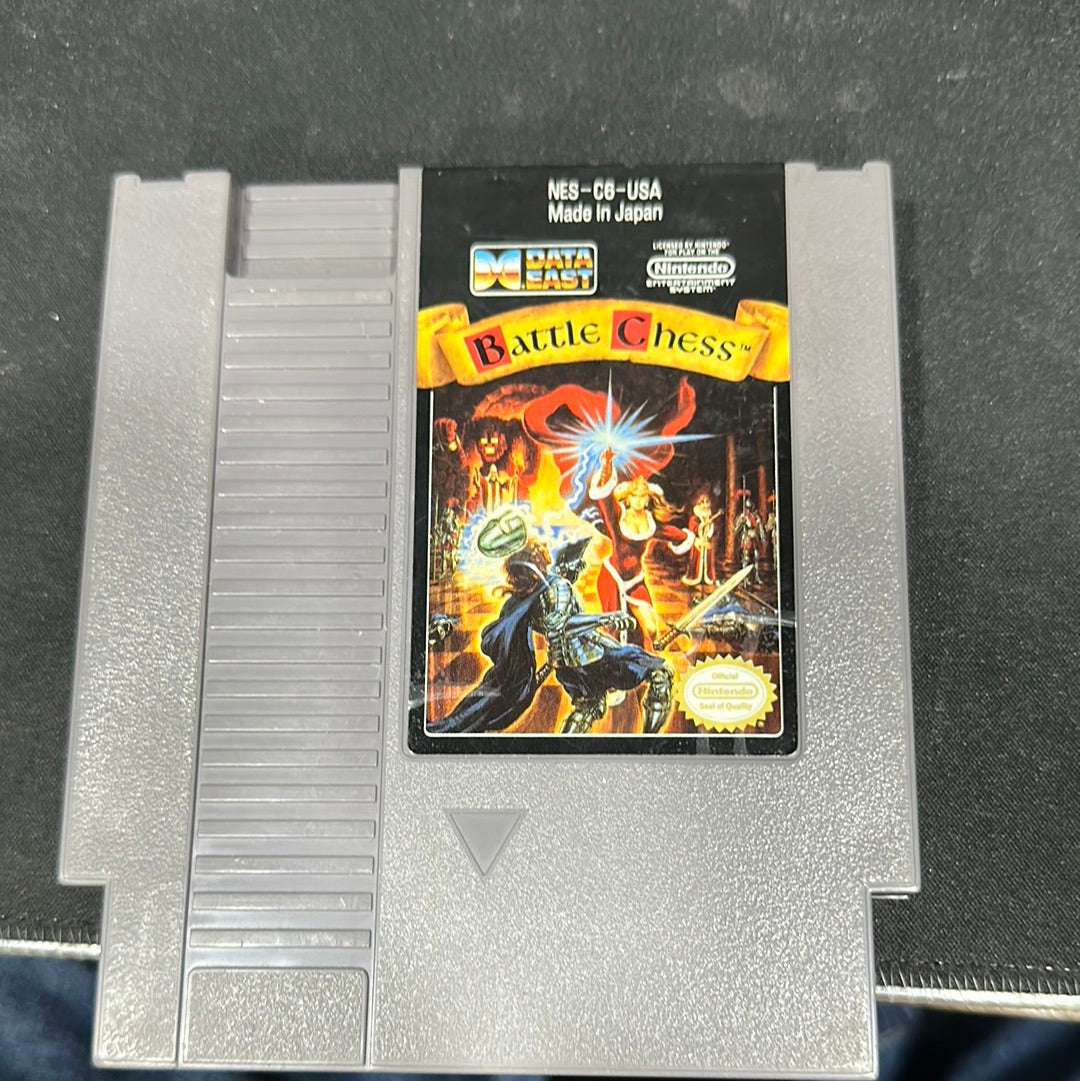 NES-C6-USA
Made in Japan
DATA
EAST
LICENSED BY NINTENDO®
FOR PLAY ON THE
Nintendo®
ENTERTAINMENT
SYSTEM™
Battle Chess™
Official
Nintendo
Seal of Quality